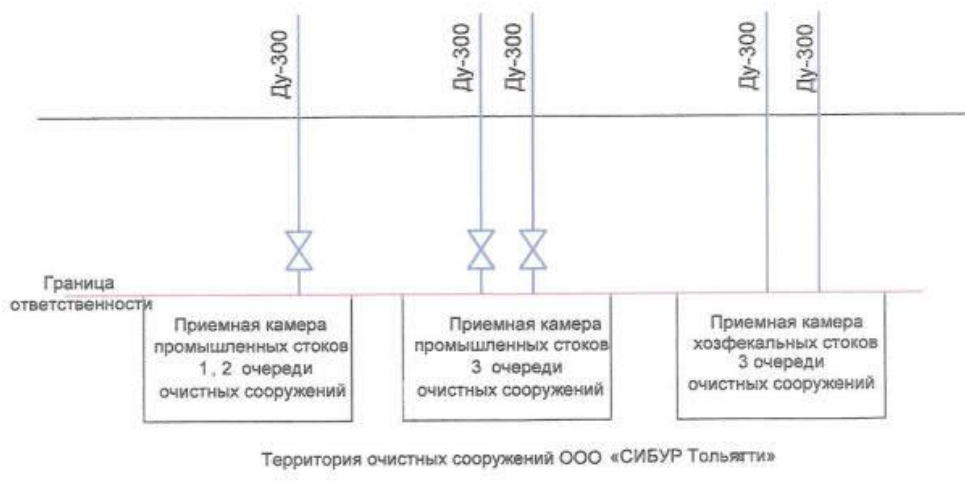 Ду-300
Ду-300
Ду-300
Ду-300
Ду-300
Граница
ответственности
Приемная камера
промышленных стоков
1, 2 очереди
очистных сооружений
Приемная камера
промышленных стоков
3 очереди
очистных сооружений
Приемная камера
хозфекальных стоков
3 очереди
очистных сооружений
Территория очистных сооружений ООО «СИБУР Тольятти»